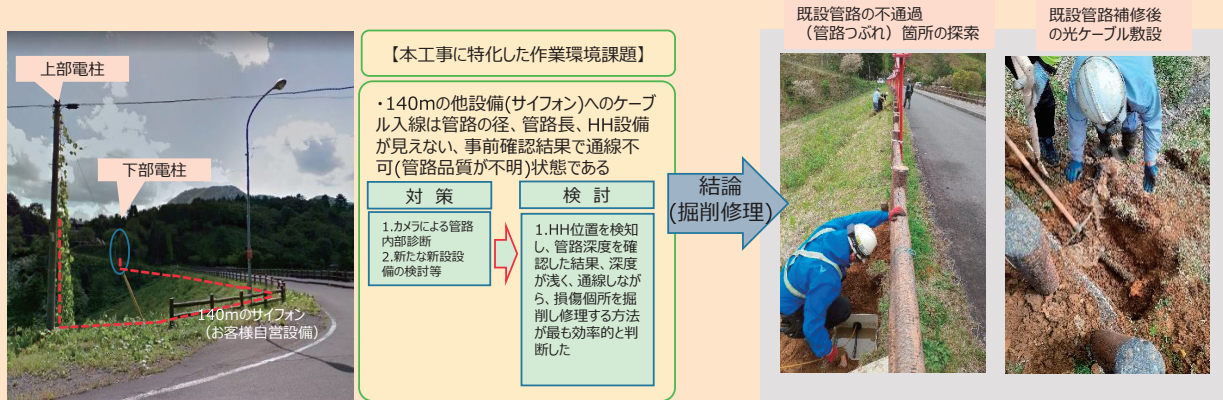 上部電柱
下部電柱
140mのサイフォン
(お客様自営設備)
【本工事に特化した作業環境課題】
・140mの他設備(サイフォン)へのケーブ
ル入線は管路の径、管路長、HH設備
が見えない、事前確認結果で通線不
可(管路品質が不明)状態である
対 策
1.カメラによる管路
内部診断
2.新たな新設設
備の検討等
検 討
1.HH位置を検知
し、管路深度を確
認した結果、深度
が浅く、通線しなが
ら、損傷個所を掘
削し修理する方法
が最も効率的と判
断した
結論
(掘削修理)
既設管路の不通過
(管路つぶれ)箇所の探索
既設管路補修後
の光ケーブル敷設